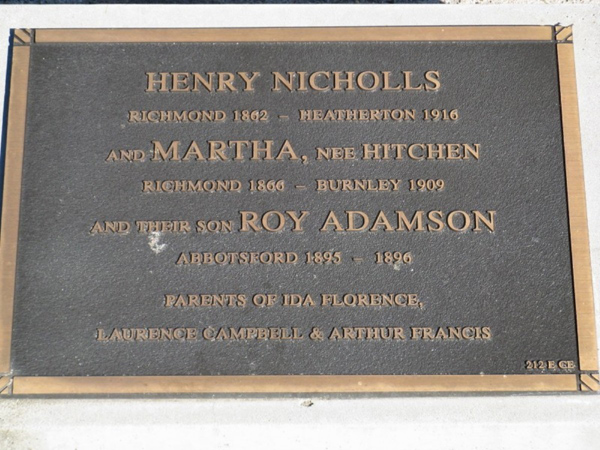 HENRY NICHOLLS
RICHMOND 1862 - HEATHERTON 1916
AND MARTHA, NEE HITCHEN
RICHMOND 1866 - BURNLEY 1909
AND THEIR SON ROY ADAMSON
ABBOTSFORD 1895 - 1896
PARENTS OF IDA FLORENCE,
LAURENCE CAMPBELL & ARTHUR FRANCIS
212 E CE